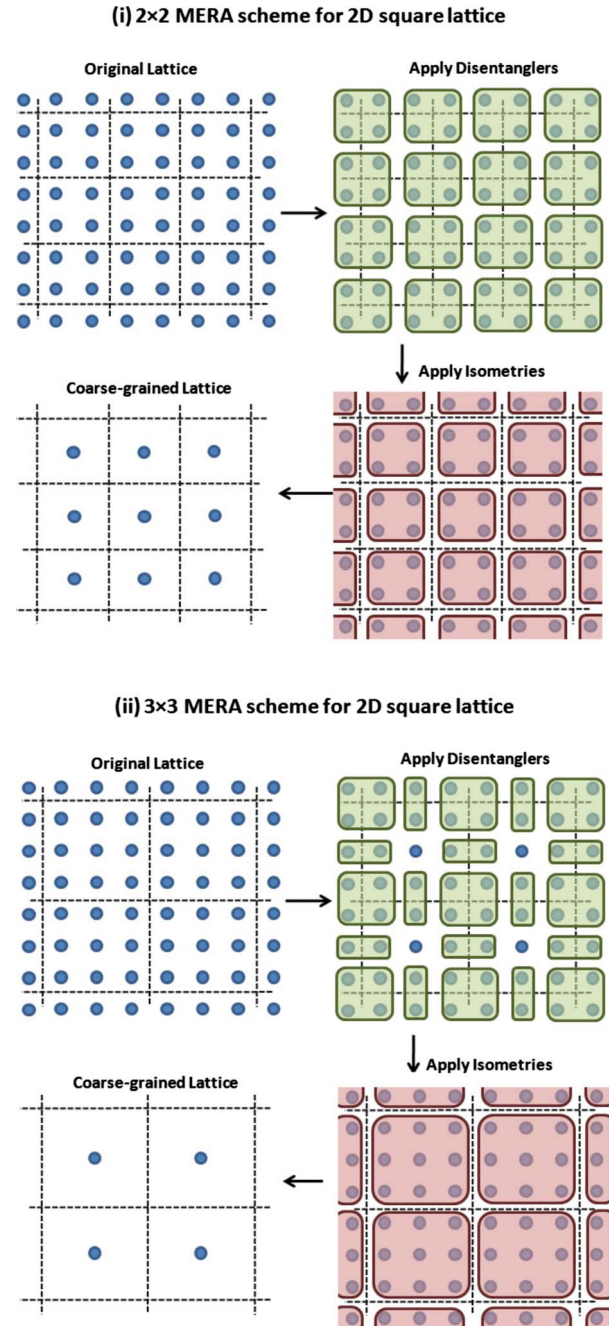 (i) 2×2 MERA scheme for 2D square lattice
Original Lattice
Apply Disentanglers
Apply Isometries
Coarse-grained Lattice
(ii) 3×3 MERA scheme for 2D square lattice
Original Lattice
Apply Disentanglers
Apply Isometries
Coarse-grained Lattice